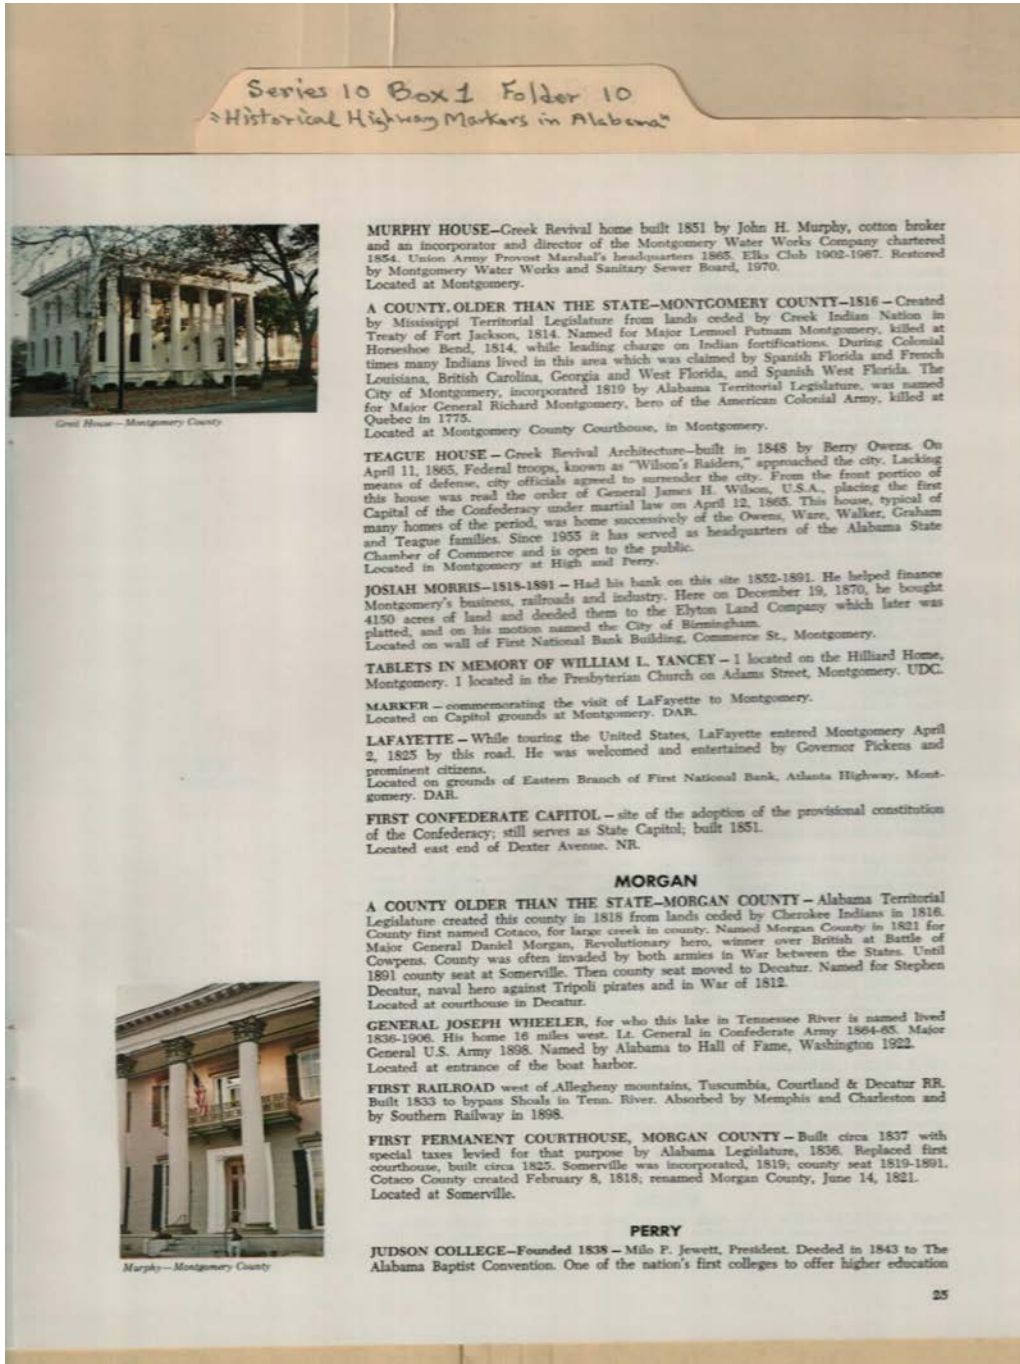 Series 10 Box 1 Folder 10
"Historical Highway Markers in Alabama"
MURPHY HOUSE—Greek Revival home built 1851 by John H. Murphy, cotton broker
and an incorporator and director of the Montgomery Water Works Company chartered
1854. Union Army Provost Marshal's headquarters 1865. Elks Club 1902-1967. Restored
by Montgomery Water Works and Sanitary Sewer Board, 1970.
Located at Montgomery.
A COUNTY. OLDER THAN THE STATE—MONTGOMERY COUNTY—1816 — Created
by Mississippi Territorial Legislature from lands ceded by Creek Indian Nation in
Treaty of Fort Jackson, 1814. Named for Major Lemuel Putnam Montgomery, killed at
Horseshoe Bend, 1814, while leading charge on Indian fortifications. During Colonial
times many Indians lived in this area which was claimed by Spanish Florida and French
Louisiana, British Carolina, Georgia and West Florida, and Spanish West Florida. The
City of Montgomery, incorporated 1819 by Alabama Territorial Legislature, was named
for Major General Richard Montgomery, hero of the American Colonial Army, killed at
Quebec in 1775.
Located at Montgomery County Courthouse, in Montgomery.
Greil House—Montgomery County
TEAGUE HOUSE — Greek Revival Architecture—built in 1848 by Berry Owens. On
April 11, 1865, Federal troops, known as "Wilson's Raiders," approached the city. Lacking
means of defense, city officials agreed to surrender the city. From the front portico of
this house was read the order of General James H. Wilson, U.S.A., placing the first
Capital of the Confederacy under martial law on April 12, 1865. This house, typical of
many homes of the period, was home successively of the Owens, Ware, Walker, Graham
and Teague families. Since 1955 it has served as headquarters of the Alabama State
Chamber of Commerce and is open to the public.
Located in Montgomery at High and Perry.
JOSIAH MORRIS—1818-1891 — Had his bank on this site 1852-1891. He helped finance
Montgomery's business, railroads and industry. Here on December 19, 1870, he bought
4150 acres of land and deeded them to the Elyton Land Company which later was
platted, and on his motion named the City of Birmingham.
Located on wall of First National Bank Building, Commerce St., Montgomery.
TABLETS IN MEMORY OF WILLIAM L. YANCEY — 1 located on the Hilliard Home,
Montgomery. 1 located in the Presbyterian Church on Adams Street, Montgomery. UDC.
MARKER — commemorating the visit of LaFayette to Montgomery.
Located on Capitol grounds at Montgomery. DAR.
LAFAYETTE — While touring the United States, LaFayette entered Montgomery April
2, 1825 by this road. He was welcomed and entertained by Governor Pickens and
prominent citizens.
Located on grounds of Eastern Branch of First National Bank, Atlanta Highway, Mont-
gomery. DAR.
FIRST CONFEDERATE CAPITOL — site of the adoption of the provisional constitution
of the Confederacy; still serves as State Capitol; built 1851.
Located east end of Dexter Avenue. NR.
MORGAN
A COUNTY OLDER THAN THE STATE—MORGAN COUNTY — Alabama Territorial
Legislature created this county in 1818 from lands ceded by Cherokee Indians in 1816.
County first named Cotaco, for large creek in county. Named Morgan County in 1821 for
Major General Daniel Morgan, Revolutionary hero, winner over British at Battle of
Cowpens. County was often invaded by both armies in War between the States. Until
1891 county seat at Somerville. Then county seat moved to Decatur. Named for Stephen
Decatur, naval hero against Tripoli pirates and in War of 1812.
Located at courthouse in Decatur.
GENERAL JOSEPH WHEELER, for who this lake in Tennessee River is named lived
1836-1906. His home 16 miles west. Lt. General in Confederate Army 1864-65. Major
General U.S. Army 1898. Named by Alabama to Hall of Fame, Washington 1922.
Located at entrance of the boat harbor.
FIRST RAILROAD west of Allegheny mountains, Tuscumbia, Courtland & Decatur RR.
Built 1833 to bypass Shoals in Tenn. River. Absorbed by Memphis and Charleston and
by Southern Railway in 1898.
FIRST PERMANENT COURTHOUSE, MORGAN COUNTY — Built circa 1837 with
special taxes levied for that purpose by Alabama Legislature, 1836. Replaced first
courthouse, built circa 1825. Somerville was incorporated, 1819; county seat 1819-1891.
Cotaco County created February 8, 1818; renamed Morgan County, June 14, 1821.
Located at Somerville.
PERRY
JUDSON COLLEGE—Founded 1838 — Milo P. Jewett, President. Deeded in 1843 to The
Alabama Baptist Convention. One of the nation's first colleges to offer higher education
Murphy—Montgomery County
25